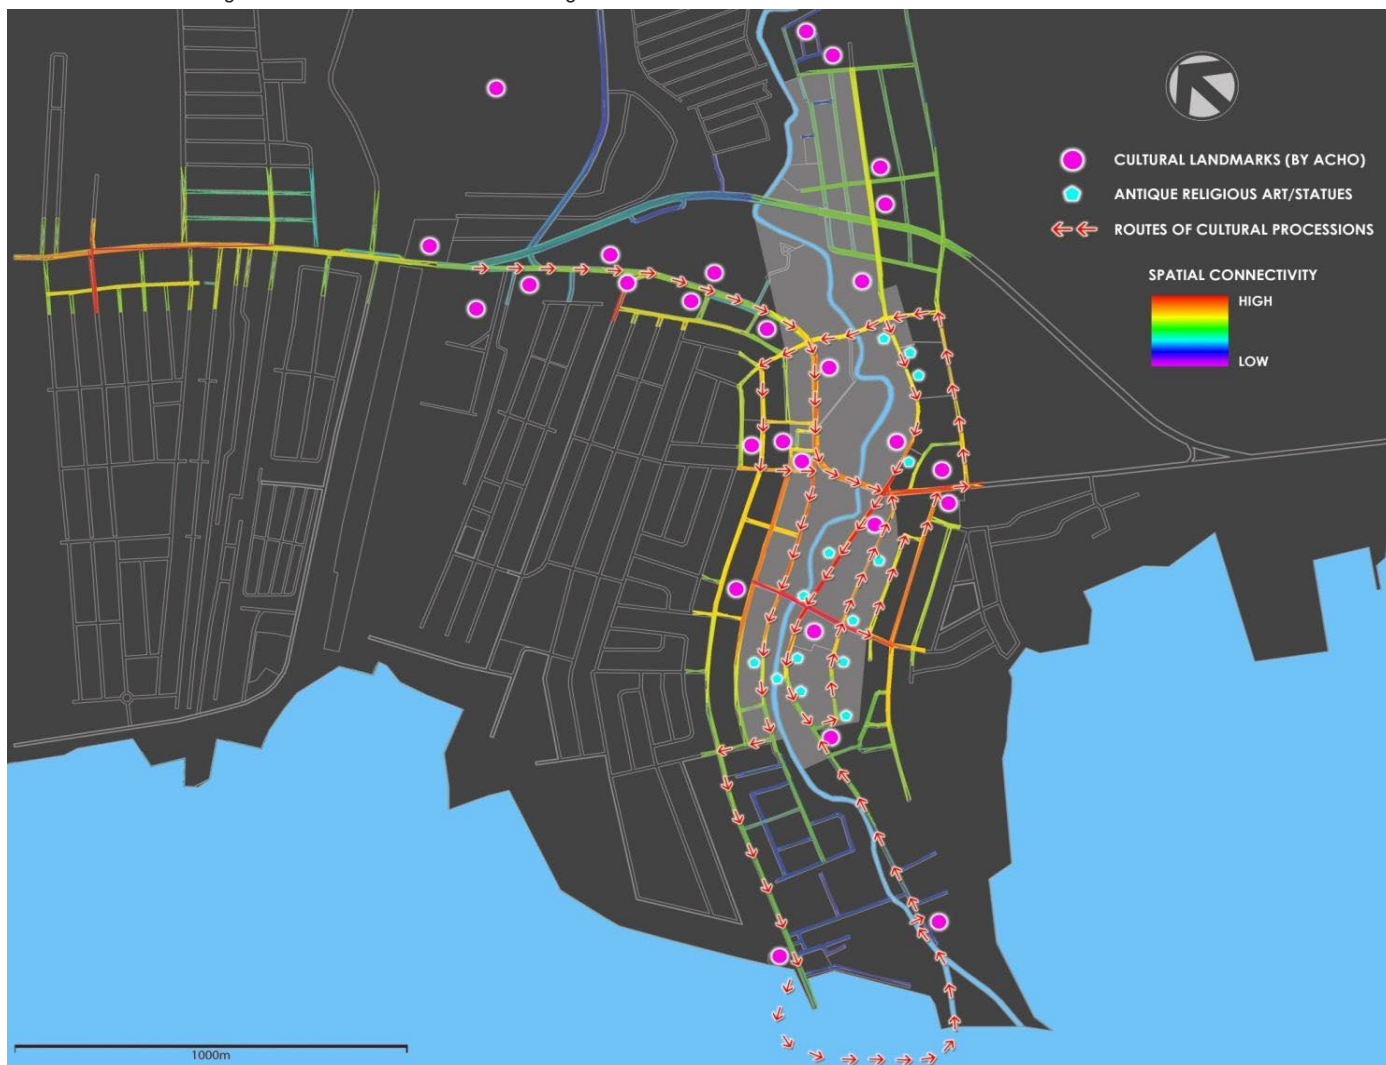 CULTURAL LANDMARKS (BY ACHO)
ANTIQUE RELIGIOUS ART/STATUES
ROUTES OF CULTURAL PROCESSIONS
SPATIAL CONNECTIVITY
HIGH
LOW
1000m